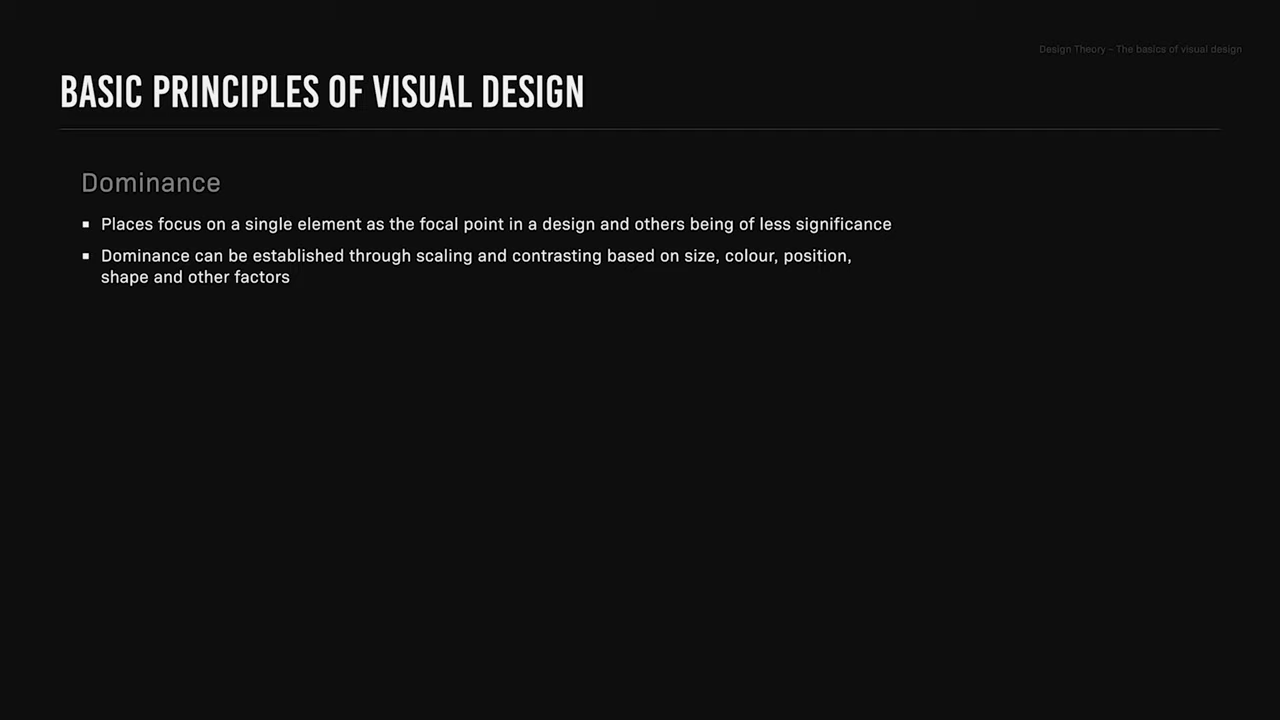 Design Theory – The basics of visual design
BASIC PRINCIPLES OF VISUAL DESIGN
Dominance
▪ Places focus on a single element as the focal point in a design and others being of less significance
▪ Dominance can be established through scaling and contrasting based on size, colour, position,
shape and other factors